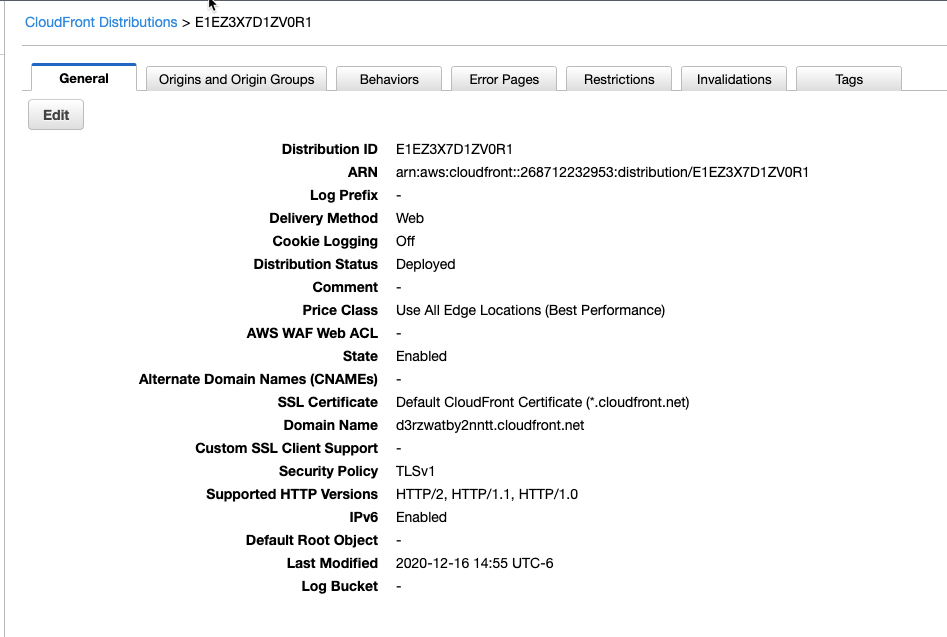 CloudFront Distributions > E1EZ3X7D1ZV0R1
General Origins and Origin Groups Behaviors Error Pages Restrictions Invalidations Tags
Edit
Distribution ID E1EZ3X7D1ZV0R1
ARN arn:aws:cloudfront::268712232953:distribution/E1EZ3X7D1ZV0R1
Log Prefix -
Delivery Method Web
Cookie Logging Off
Distribution Status Deployed
Comment -
Price Class Use All Edge Locations (Best Performance)
AWS WAF Web ACL -
State Enabled
Alternate Domain Names (CNAMEs) -
SSL Certificate Default CloudFront Certificate (*.cloudfront.net)
Domain Name d3rzwatby2nntt.cloudfront.net
Custom SSL Client Support -
Security Policy TLSv1
Supported HTTP Versions HTTP/2, HTTP/1.1, HTTP/1.0
IPv6 Enabled
Default Root Object -
Last Modified 2020-12-16 14:55 UTC-6
Log Bucket -